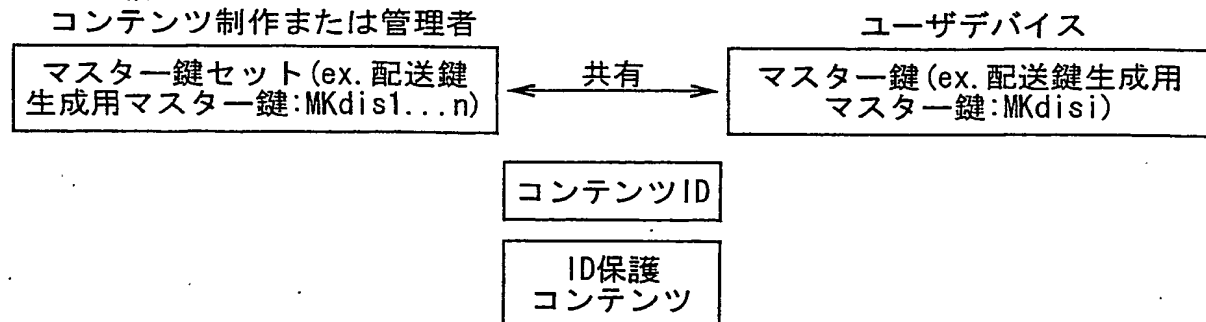 コンテンツ制作または管理者
ユーザデバイス
マスター鍵セット(ex.配送鍵
生成用マスター鍵:MKdis1...n)
共有
マスター鍵(ex.配送鍵生成用
マスター鍵:MKdisi)
コンテンツID
ID保護
コンテンツ